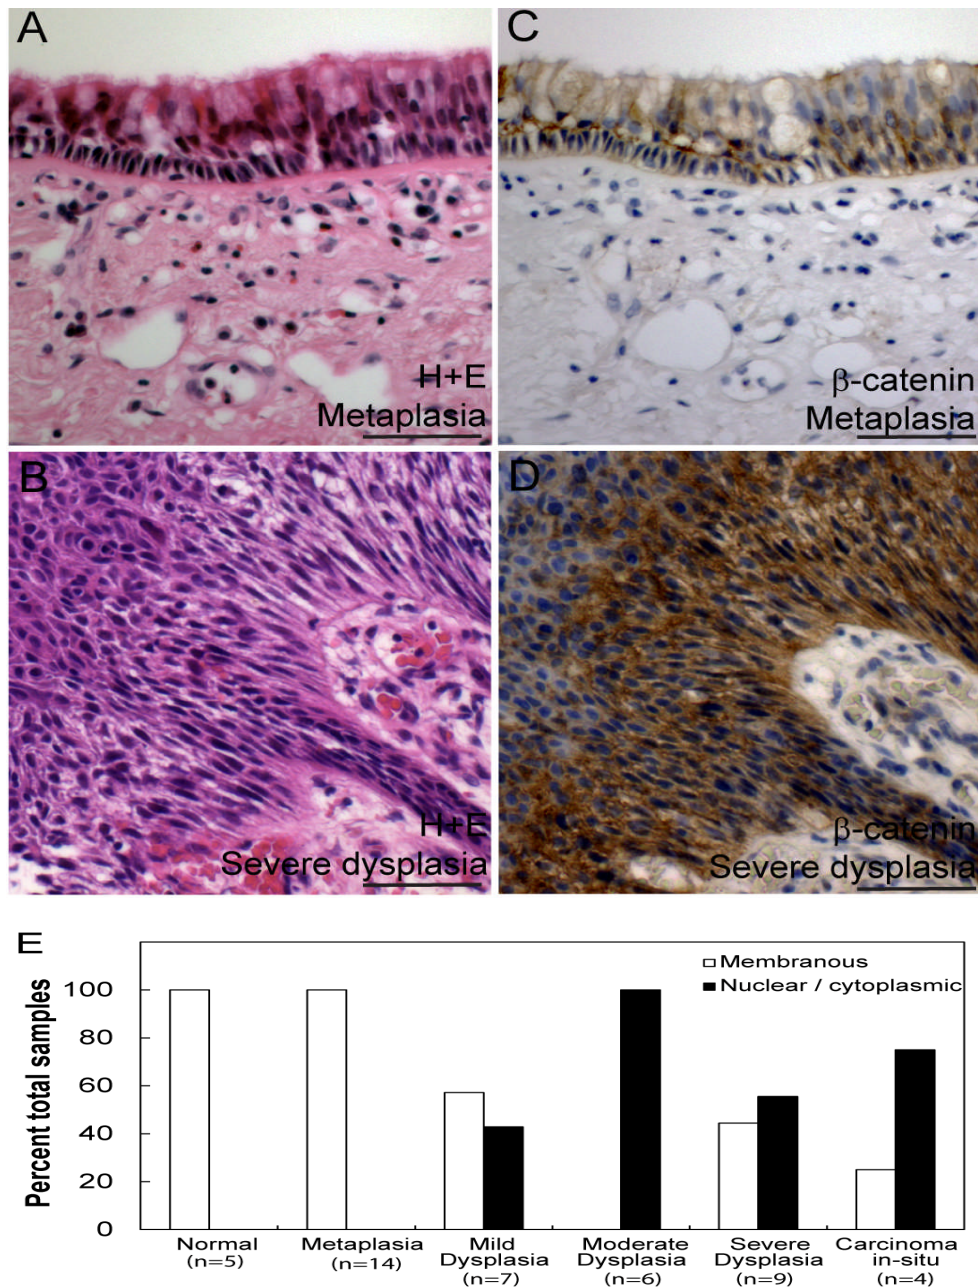 A
H+E
Metaplasia
C
β-catenin
Metaplasia
B
H+E
Severe dysplasia
D
β-catenin
Severe dysplasia
E
Membranous
Nuclear / cytoplasmic
Percent total samples
100
80
60
40
20
0
Normal
(n=5)
Metaplasia
(n=14)
Mild
Dysplasia
(n=7)
Moderate
Dysplasia
(n=6)
Severe
Dysplasia
(n=9)
Carcinoma
in-situ
(n=4)